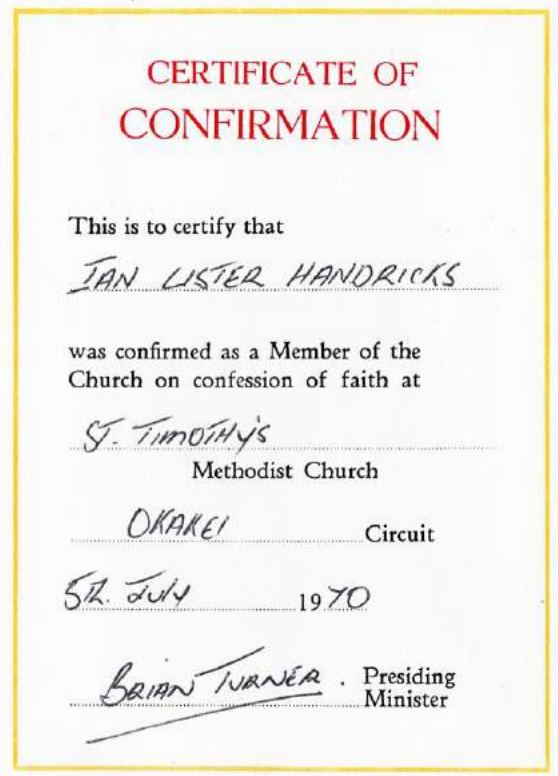 CERTIFICATE OF
CONFIRMATION
This is to certify that
IAN LISTER HANDRICKS
was confirmed as a Member of the
Church on confession of faith at
ST. TIMOTHY'S
Methodist Church
OKAKEI Circuit
5th. July 1970
BRIAN TURNER. Presiding
Minister